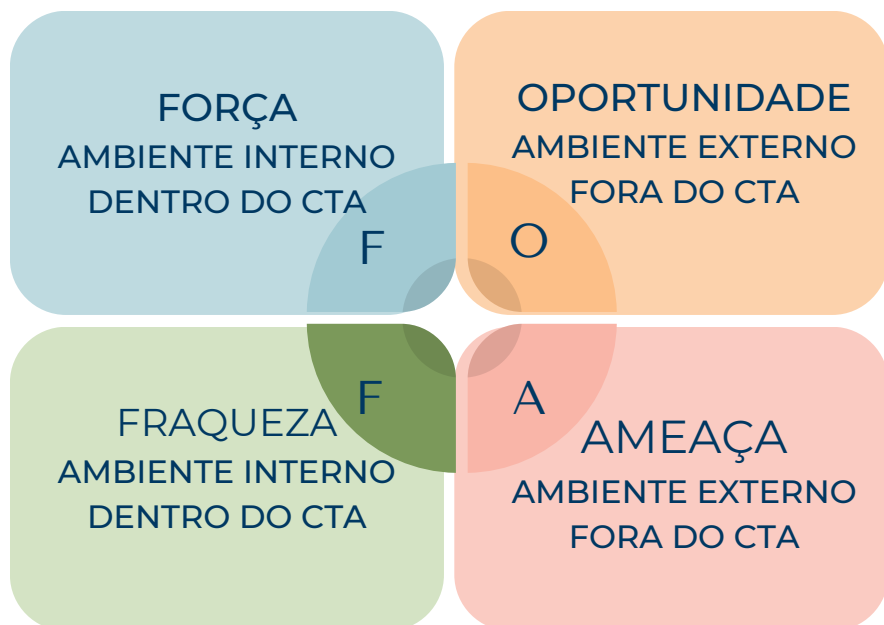 FORÇA
AMBIENTE INTERNO
DENTRO DO CTA
F
OPORTUNIDADE
AMBIENTE EXTERNO
FORA DO CTA
O
FRAQUEZA
AMBIENTE INTERNO
DENTRO DO CTA
F
AMEAÇA
AMBIENTE EXTERNO
FORA DO CTA
A